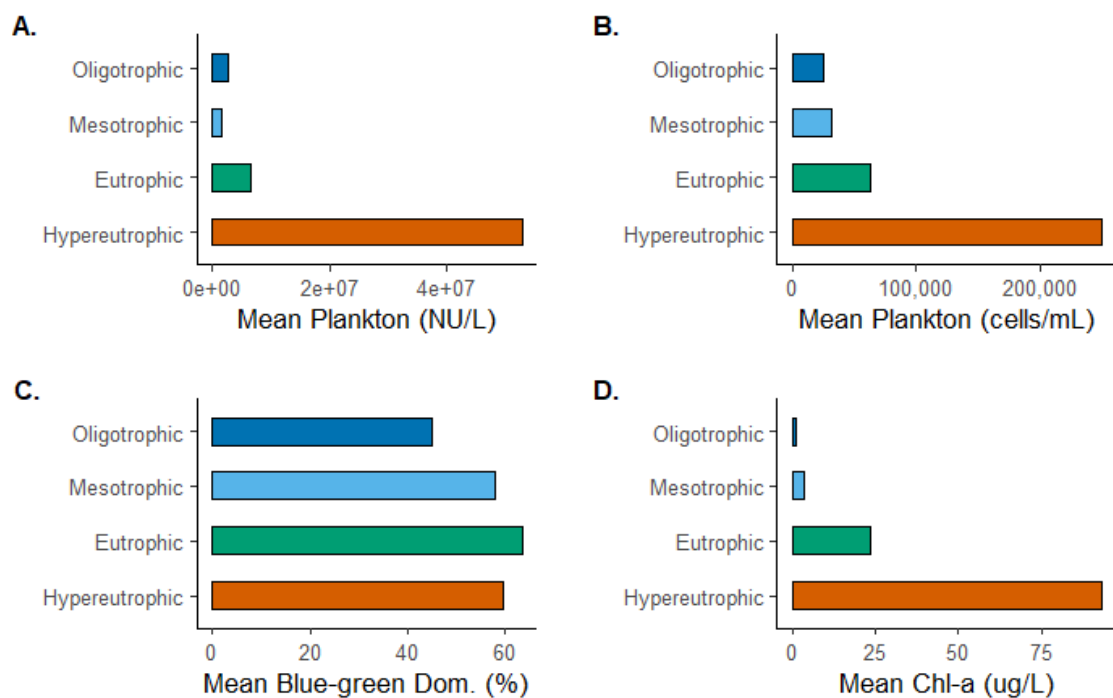 A.
Oligotrophic
Mesotrophic
Eutrophic
Hypereutrophic
0e+00 2e+07 4e+07
Mean Plankton (NU/L)
B.
Oligotrophic
Mesotrophic
Eutrophic
Hypereutrophic
0 100,000 200,000
Mean Plankton (cells/mL)
C.
Oligotrophic
Mesotrophic
Eutrophic
Hypereutrophic
0 20 40 60
Mean Blue-green Dom. (%)
D.
Oligotrophic
Mesotrophic
Eutrophic
Hypereutrophic
0 25 50 75
Mean Chl-a (ug/L)